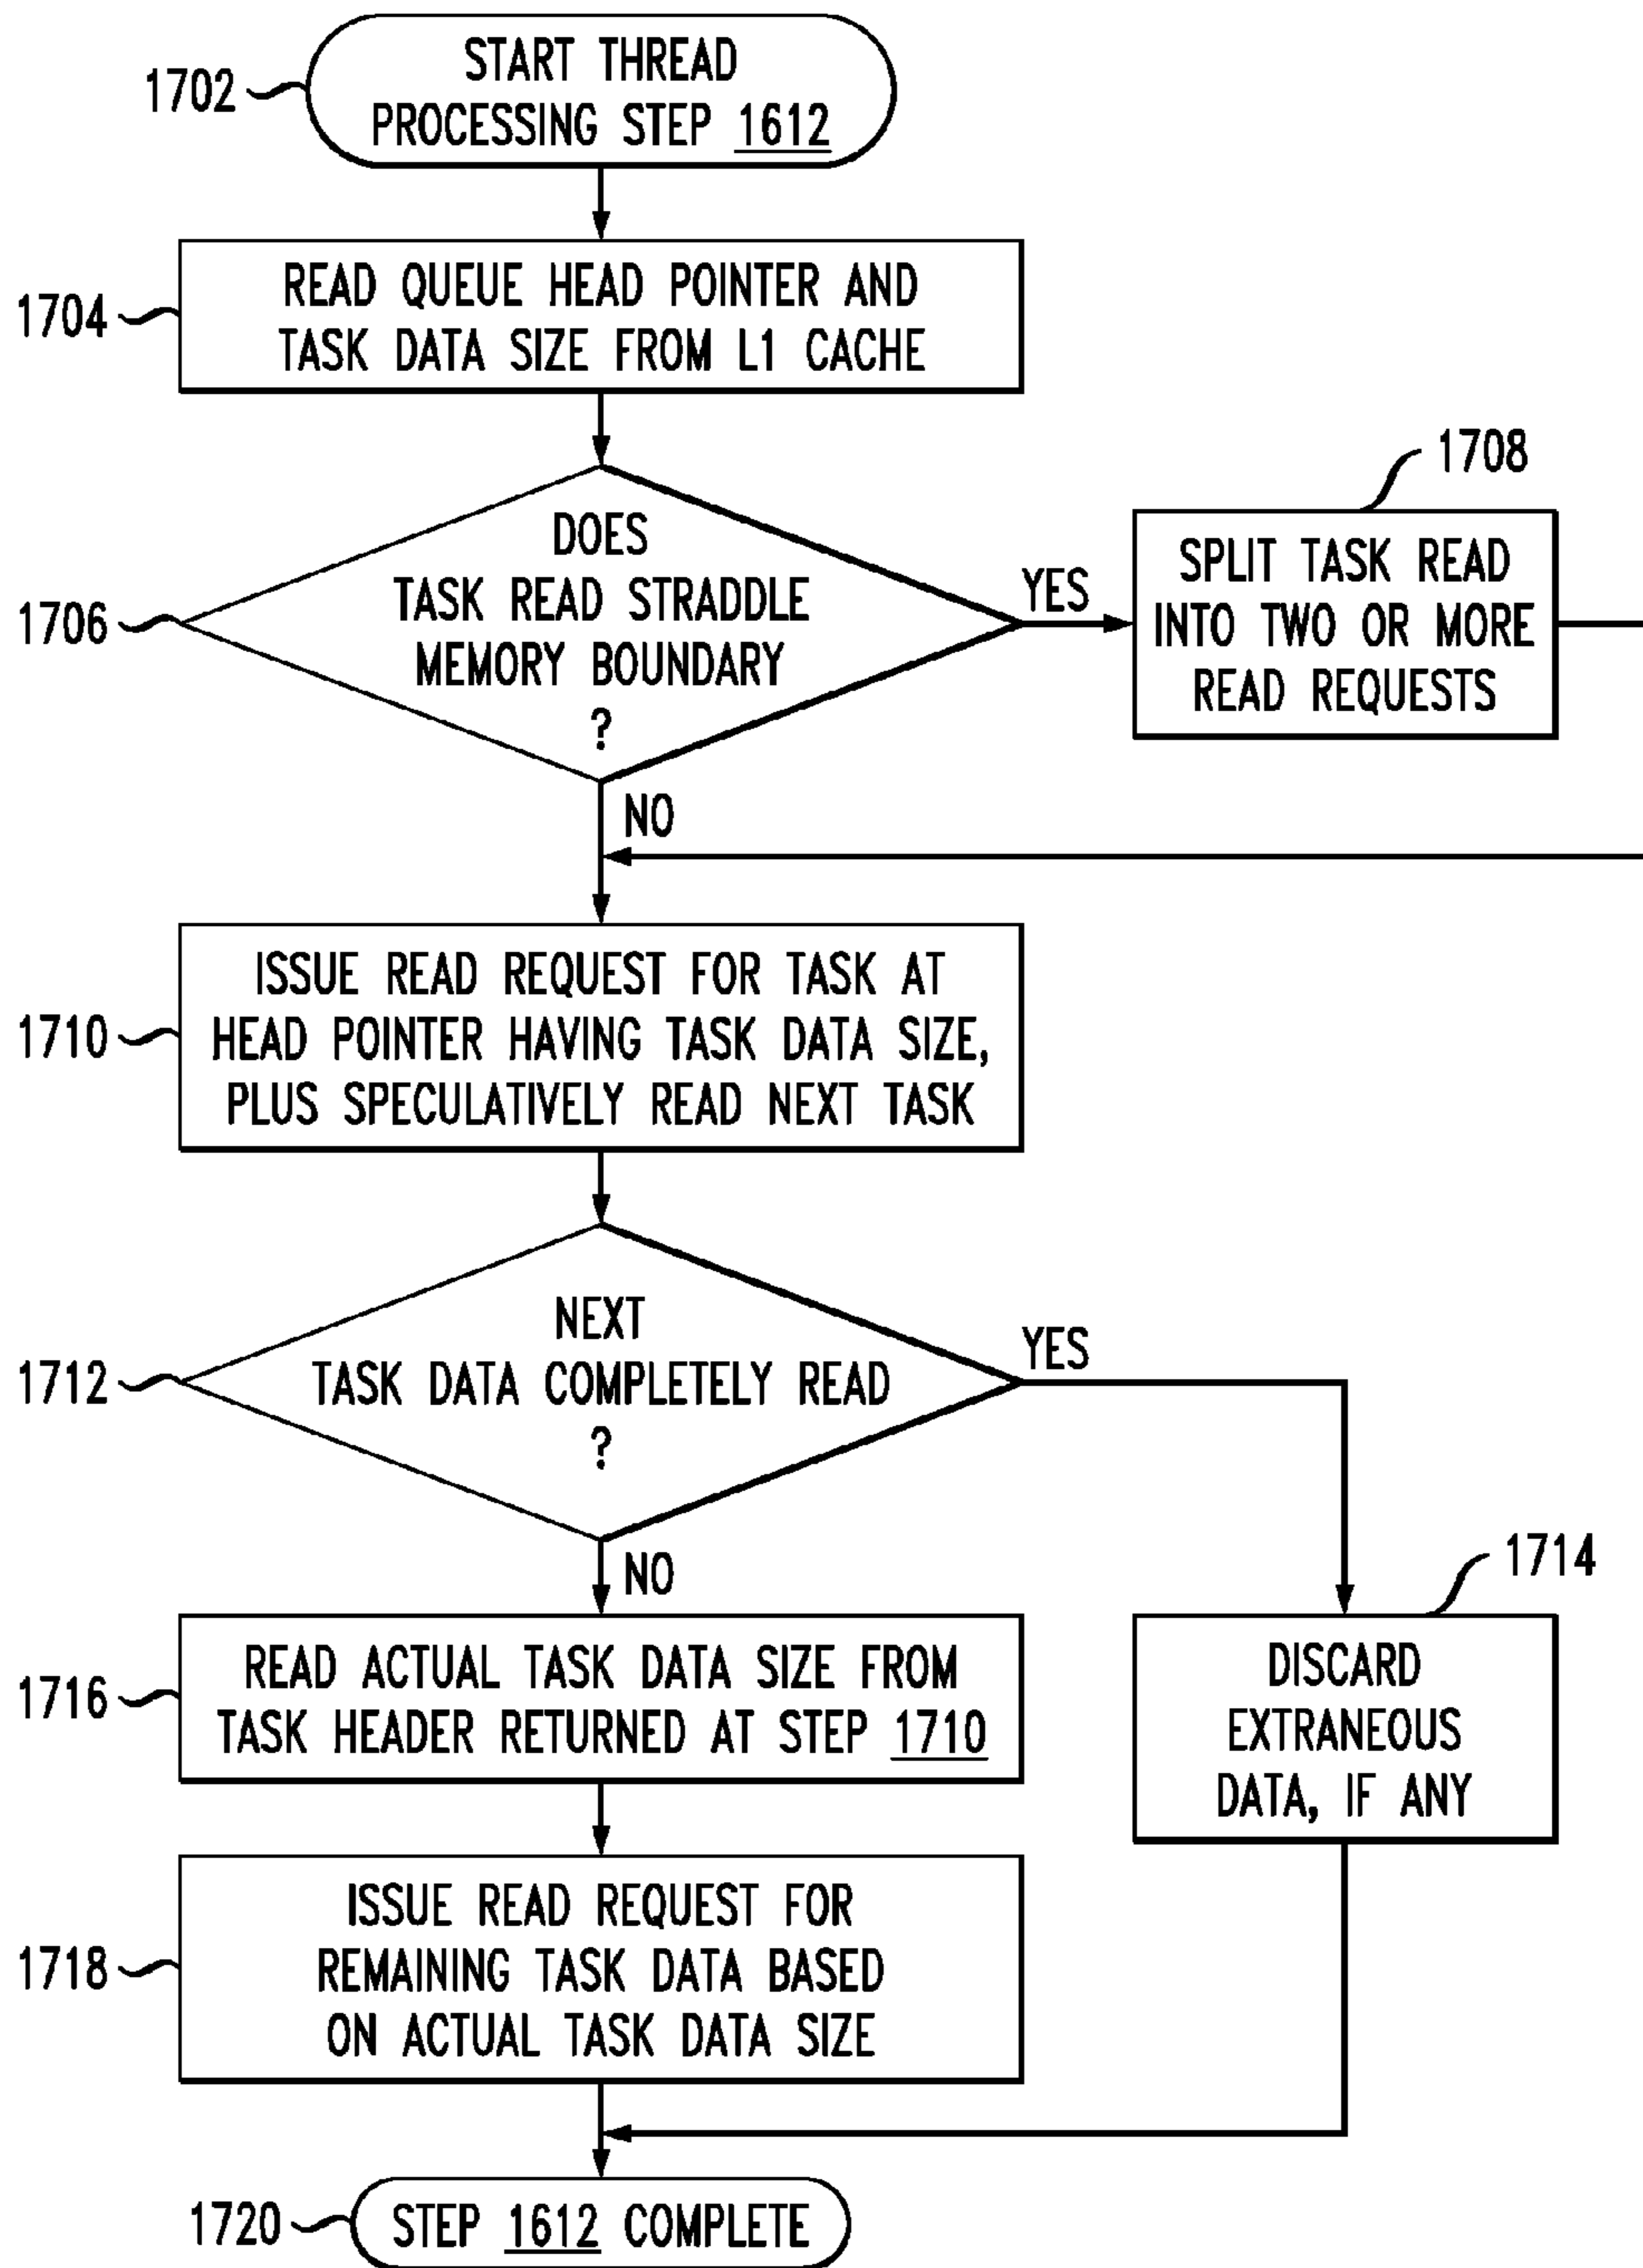 1702
START THREAD
PROCESSING STEP 1612
1704
READ QUEUE HEAD POINTER AND
TASK DATA SIZE FROM L1 CACHE
1706
DOES
TASK READ STRADDLE
MEMORY BOUNDARY
?
YES
1708
SPLIT TASK READ
INTO TWO OR MORE
READ REQUESTS
NO
1710
ISSUE READ REQUEST FOR TASK AT
HEAD POINTER HAVING TASK DATA SIZE,
PLUS SPECULATIVELY READ NEXT TASK
1712
NEXT
TASK DATA COMPLETELY READ
?
YES
1714
DISCARD
EXTRANEOUS
DATA, IF ANY
NO
1716
READ ACTUAL TASK DATA SIZE FROM
TASK HEADER RETURNED AT STEP 1710
1718
ISSUE READ REQUEST FOR
REMAINING TASK DATA BASED
ON ACTUAL TASK DATA SIZE
1720
STEP 1612 COMPLETE